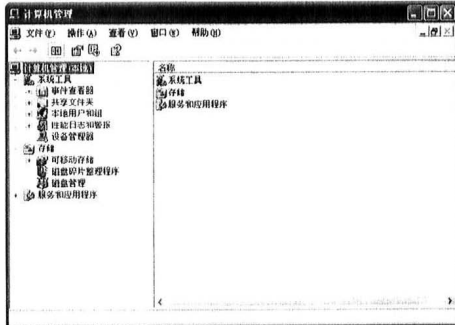 计算机管理
文件(F) 操作(A) 查看(V) 窗口(W) 帮助(H)
计算机管理(本地)
系统工具
事件查看器
共享文件夹
本地用户和组
性能日志和警报
设备管理器
存储
可移动存储
磁盘碎片整理程序
磁盘管理
服务和应用程序
名称
系统工具
存储
服务和应用程序